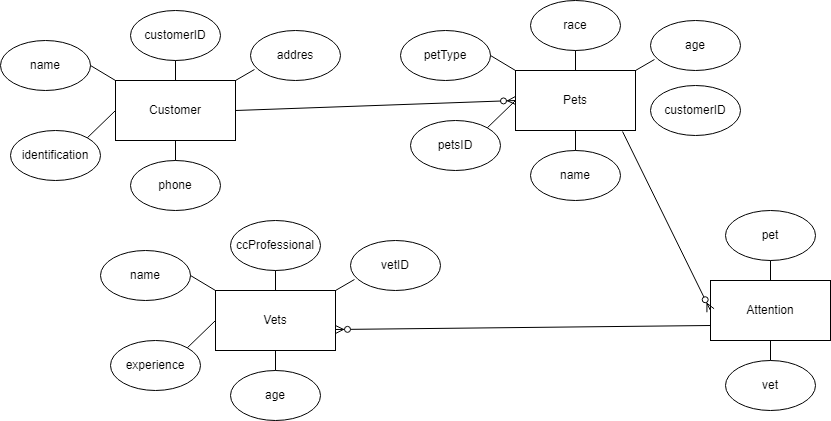 race
customerID
age
addres
petType
name
Pets
Customer
customerID
petsID
identification
name
phone
pet
ccProfessional
vetID
name
Attention
Vets
experience
vet
age